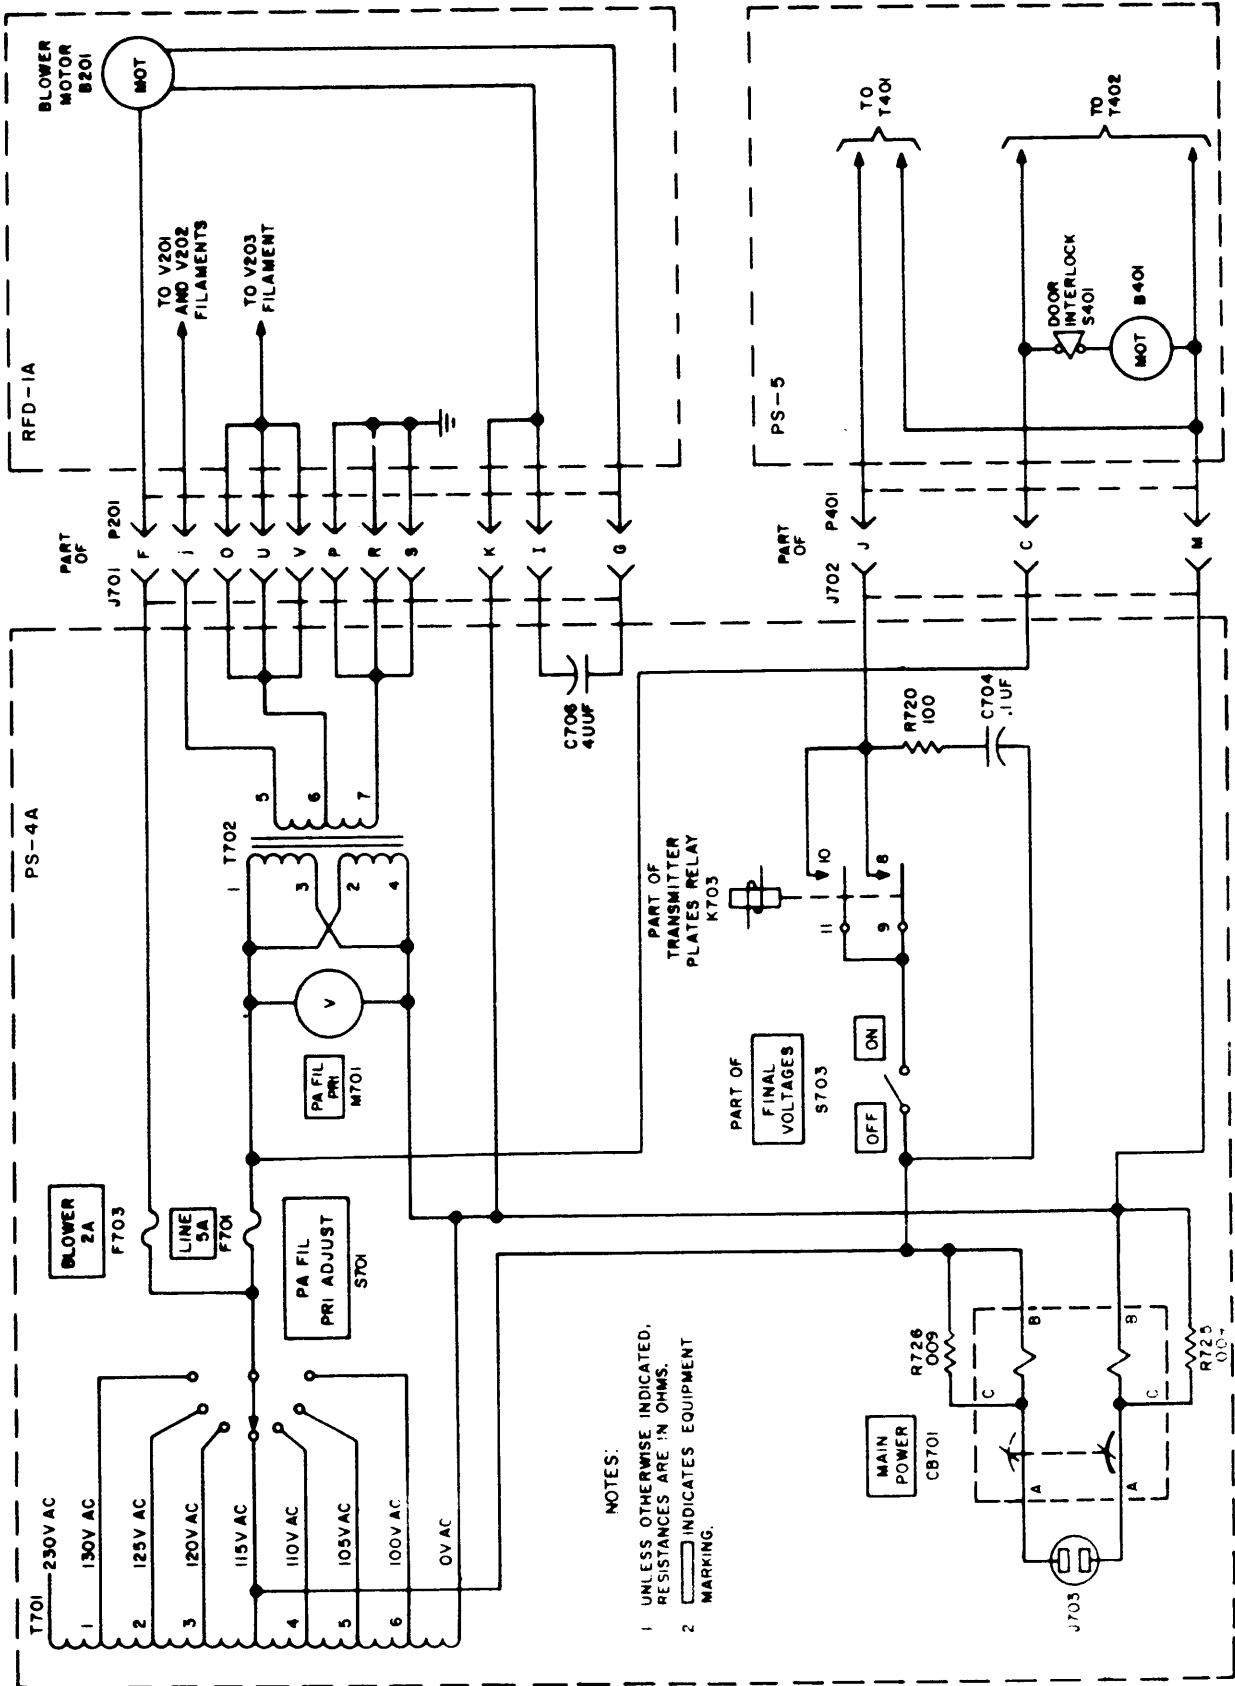 BLOWER
MOTOR
B201
MOT
TO V201
AND V202
FILAMENTS
TO V203
FILAMENT
RFD-1A
TO
T401
TO
T402
DOOR
INTERLOCK
S401
MOT
B401
PS-5
PART
OF
J701
P201
F
j
O
U
V
P
R
S
K
I
G
PART
OF
J702
P401
J
C
M
PS-4A
C706
4UUF
R720
100
C704
.1UF
T702
1
3
2
4
5
6
7
V
PA FIL
PRI
M701
PART OF
TRANSMITTER
PLATES RELAY
K703
10
11
8
9
PART OF
FINAL
VOLTAGES
S703
ON
OFF
BLOWER
2A
F703
LINE
5A
F701
PA FIL
PRI ADJUST
S701
T701
230V AC
130V AC
125V AC
120V AC
115V AC
110V AC
105V AC
100V AC
0V AC
1
2
3
4
5
6
NOTES:
1 UNLESS OTHERWISE INDICATED,
RESISTANCES ARE IN OHMS.
2 INDICATES EQUIPMENT
MARKING.
MAIN
POWER
CB701
R726
009
R725
A
A
B
B
C
C
J703